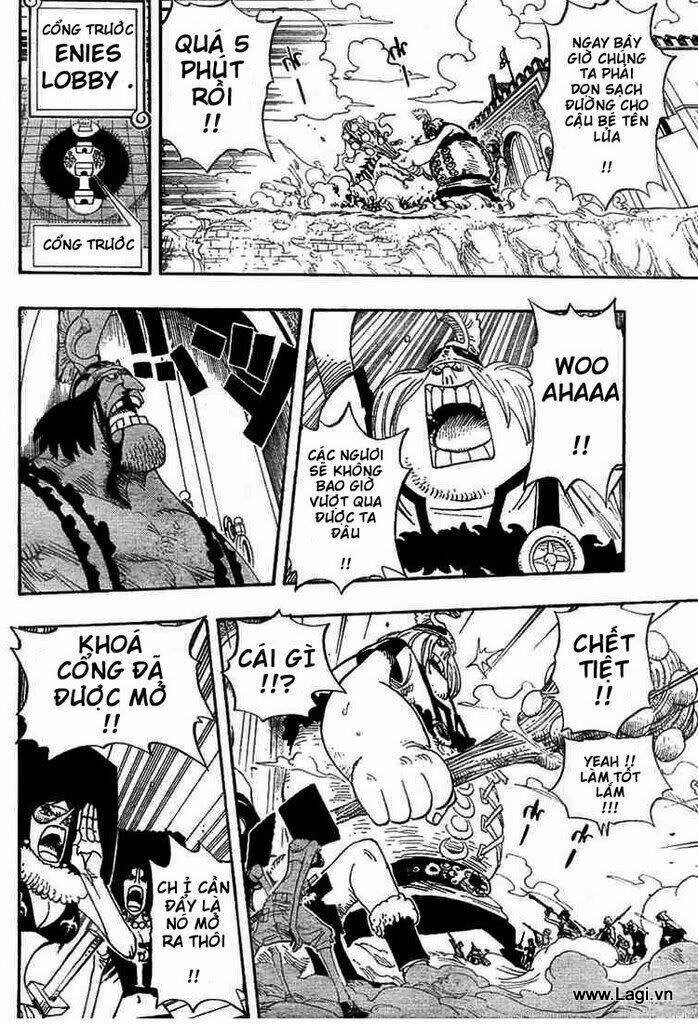 CỔNG TRƯỚC
ENIES
LOBBY .
CỔNG TRƯỚC
QUÁ 5
PHÚT
RỒI
!!
NGAY BÂY
GIỜ CHÚNG
TA PHẢI
DỌN SẠCH
ĐƯỜNG CHO
CẬU BÉ TÊN
LỬA
!!
WOO
AHAAA
!!
CÁC NGƯƠI
SẼ KHÔNG
BAO GIỜ
VƯỢT QUA
ĐƯỢC TA
ĐÂU
!!
KHOÁ
CỔNG ĐÃ
ĐƯỢC MỞ
!!
CÁI GÌ
!!?
CHẾT
TIỆT
!!
YEAH !!
LÀM TỐT
LẮM
!!!
CH Ỉ CẦN
ĐẨY LÀ
NÓ MỞ
RA THÔI
!!
www.Lagi.vn